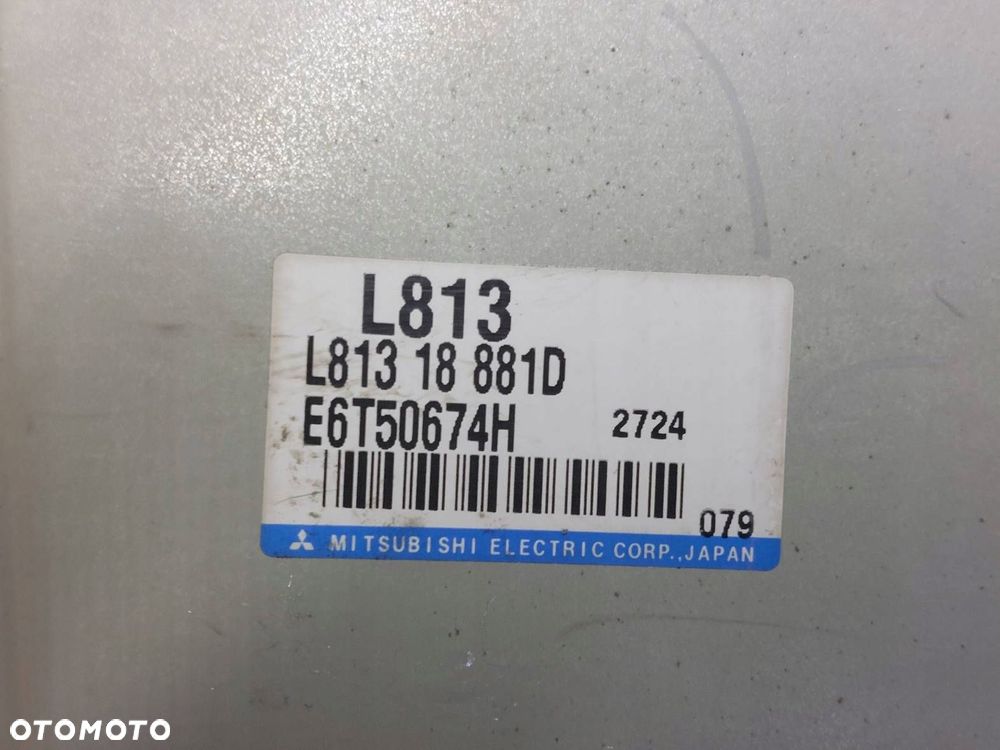 L813
L813 18 881D
E6T50674H 2724
079
MITSUBISHI ELECTRIC CORP.,JAPAN
OTOMOTO